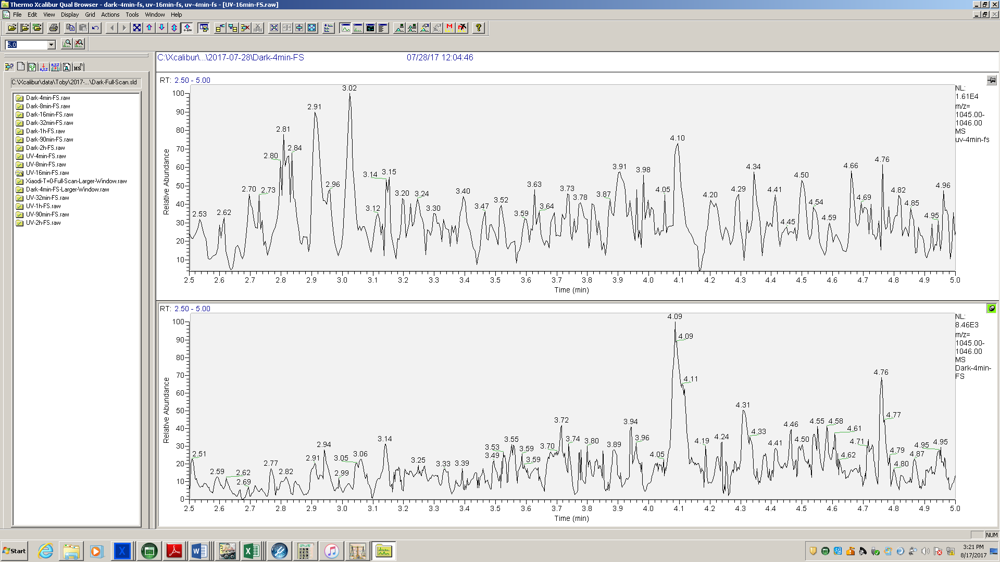 Thermo Xcalibur Qual Browser - dark-4min-fs, uv-16min-fs, uv-4min-fs - [UV-16min-FS.raw]
File Edit View Display Grid Actions Tools Window Help
5.0
C:\Xcalibur\data\Toby\2017-...\Dark-Full-Scan.sld
Dark-4min-FS.raw
Dark-8min-FS.raw
Dark-16min-FS.raw
Dark-32min-FS.raw
Dark-1h-FS.raw
Dark-90min-FS.raw
Dark-2h-FS.raw
UV-4min-FS.raw
UV-8min-FS.raw
UV-16min-FS.raw
Xiaodi-T=0-Full-Scan-Larger-Window.raw
Dark-4min-FS-Larger-Window.raw
UV-32min-FS.raw
UV-1h-FS.raw
UV-90min-FS.raw
UV-2h-FS.raw
C:\Xcalibur\...\2017-07-28\Dark-4min-FS 07/28/17 12:04:46
RT: 2.50 - 5.00
NL:
1.61E4
m/z=
1045.00-
1046.00
MS
uv-4min-fs
Relative Abundance
100
90
80
70
60
50
40
30
20
10
2.53 2.62 2.70 2.73 2.80 2.81 2.84 2.91 2.96 3.02 3.12 3.14 3.15 3.20 3.24 3.30 3.40 3.47 3.52 3.59 3.63 3.64 3.73 3.78 3.87 3.91 3.98 4.05 4.10 4.20 4.29 4.34 4.41 4.45 4.50 4.54 4.59 4.66 4.69 4.76 4.82 4.85 4.95 4.96
2.5 2.6 2.7 2.8 2.9 3.0 3.1 3.2 3.3 3.4 3.5 3.6 3.7 3.8 3.9 4.0 4.1 4.2 4.3 4.4 4.5 4.6 4.7 4.8 4.9 5.0
Time (min)
RT: 2.50 - 5.00
NL:
8.46E3
m/z=
1045.00-
1046.00
MS
Dark-4min-
FS
Relative Abundance
100
90
80
70
60
50
40
30
20
10
0
2.51 2.59 2.62 2.69 2.77 2.82 2.91 2.94 2.99 3.05 3.06 3.14 3.25 3.33 3.39 3.49 3.53 3.55 3.59 3.59 3.70 3.72 3.74 3.80 3.89 3.94 3.96 4.05 4.09 4.09 4.11 4.19 4.24 4.31 4.33 4.41 4.46 4.50 4.55 4.58 4.61 4.62 4.71 4.76 4.77 4.79 4.80 4.87 4.95 4.95
2.5 2.6 2.7 2.8 2.9 3.0 3.1 3.2 3.3 3.4 3.5 3.6 3.7 3.8 3.9 4.0 4.1 4.2 4.3 4.4 4.5 4.6 4.7 4.8 4.9 5.0
Time (min)
NUM
Start
3:21 PM
8/17/2017